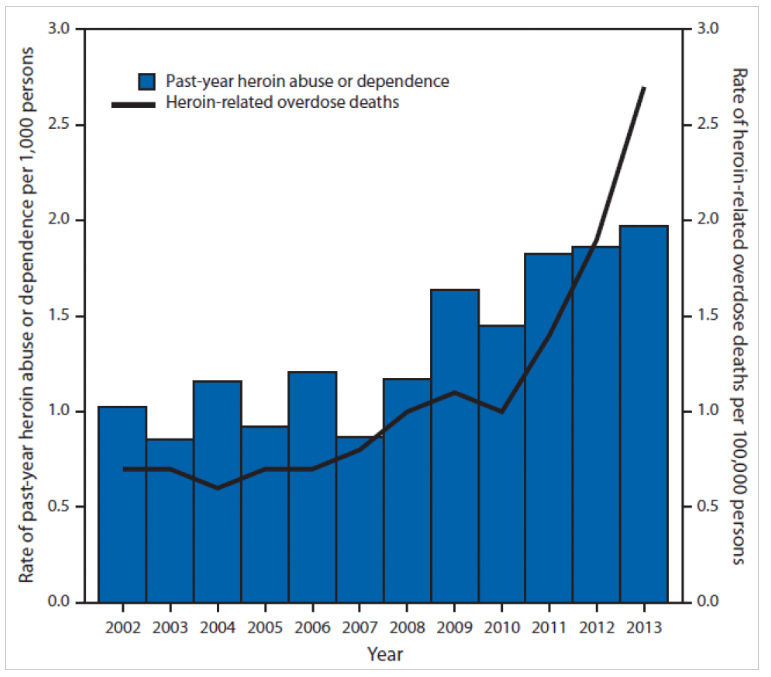 3.0
2.5
2.0
1.5
1.0
0.5
0.0
Rate of past-year heroin abuse or dependence per 1,000 persons
Past-year heroin abuse or dependence
Heroin-related overdose deaths
3.0
2.5
2.0
1.5
1.0
0.5
0.0
Rate of heroin-related overdose deaths per 100,000 persons
2002 2003 2004 2005 2006 2007 2008 2009 2010 2011 2012 2013
Year